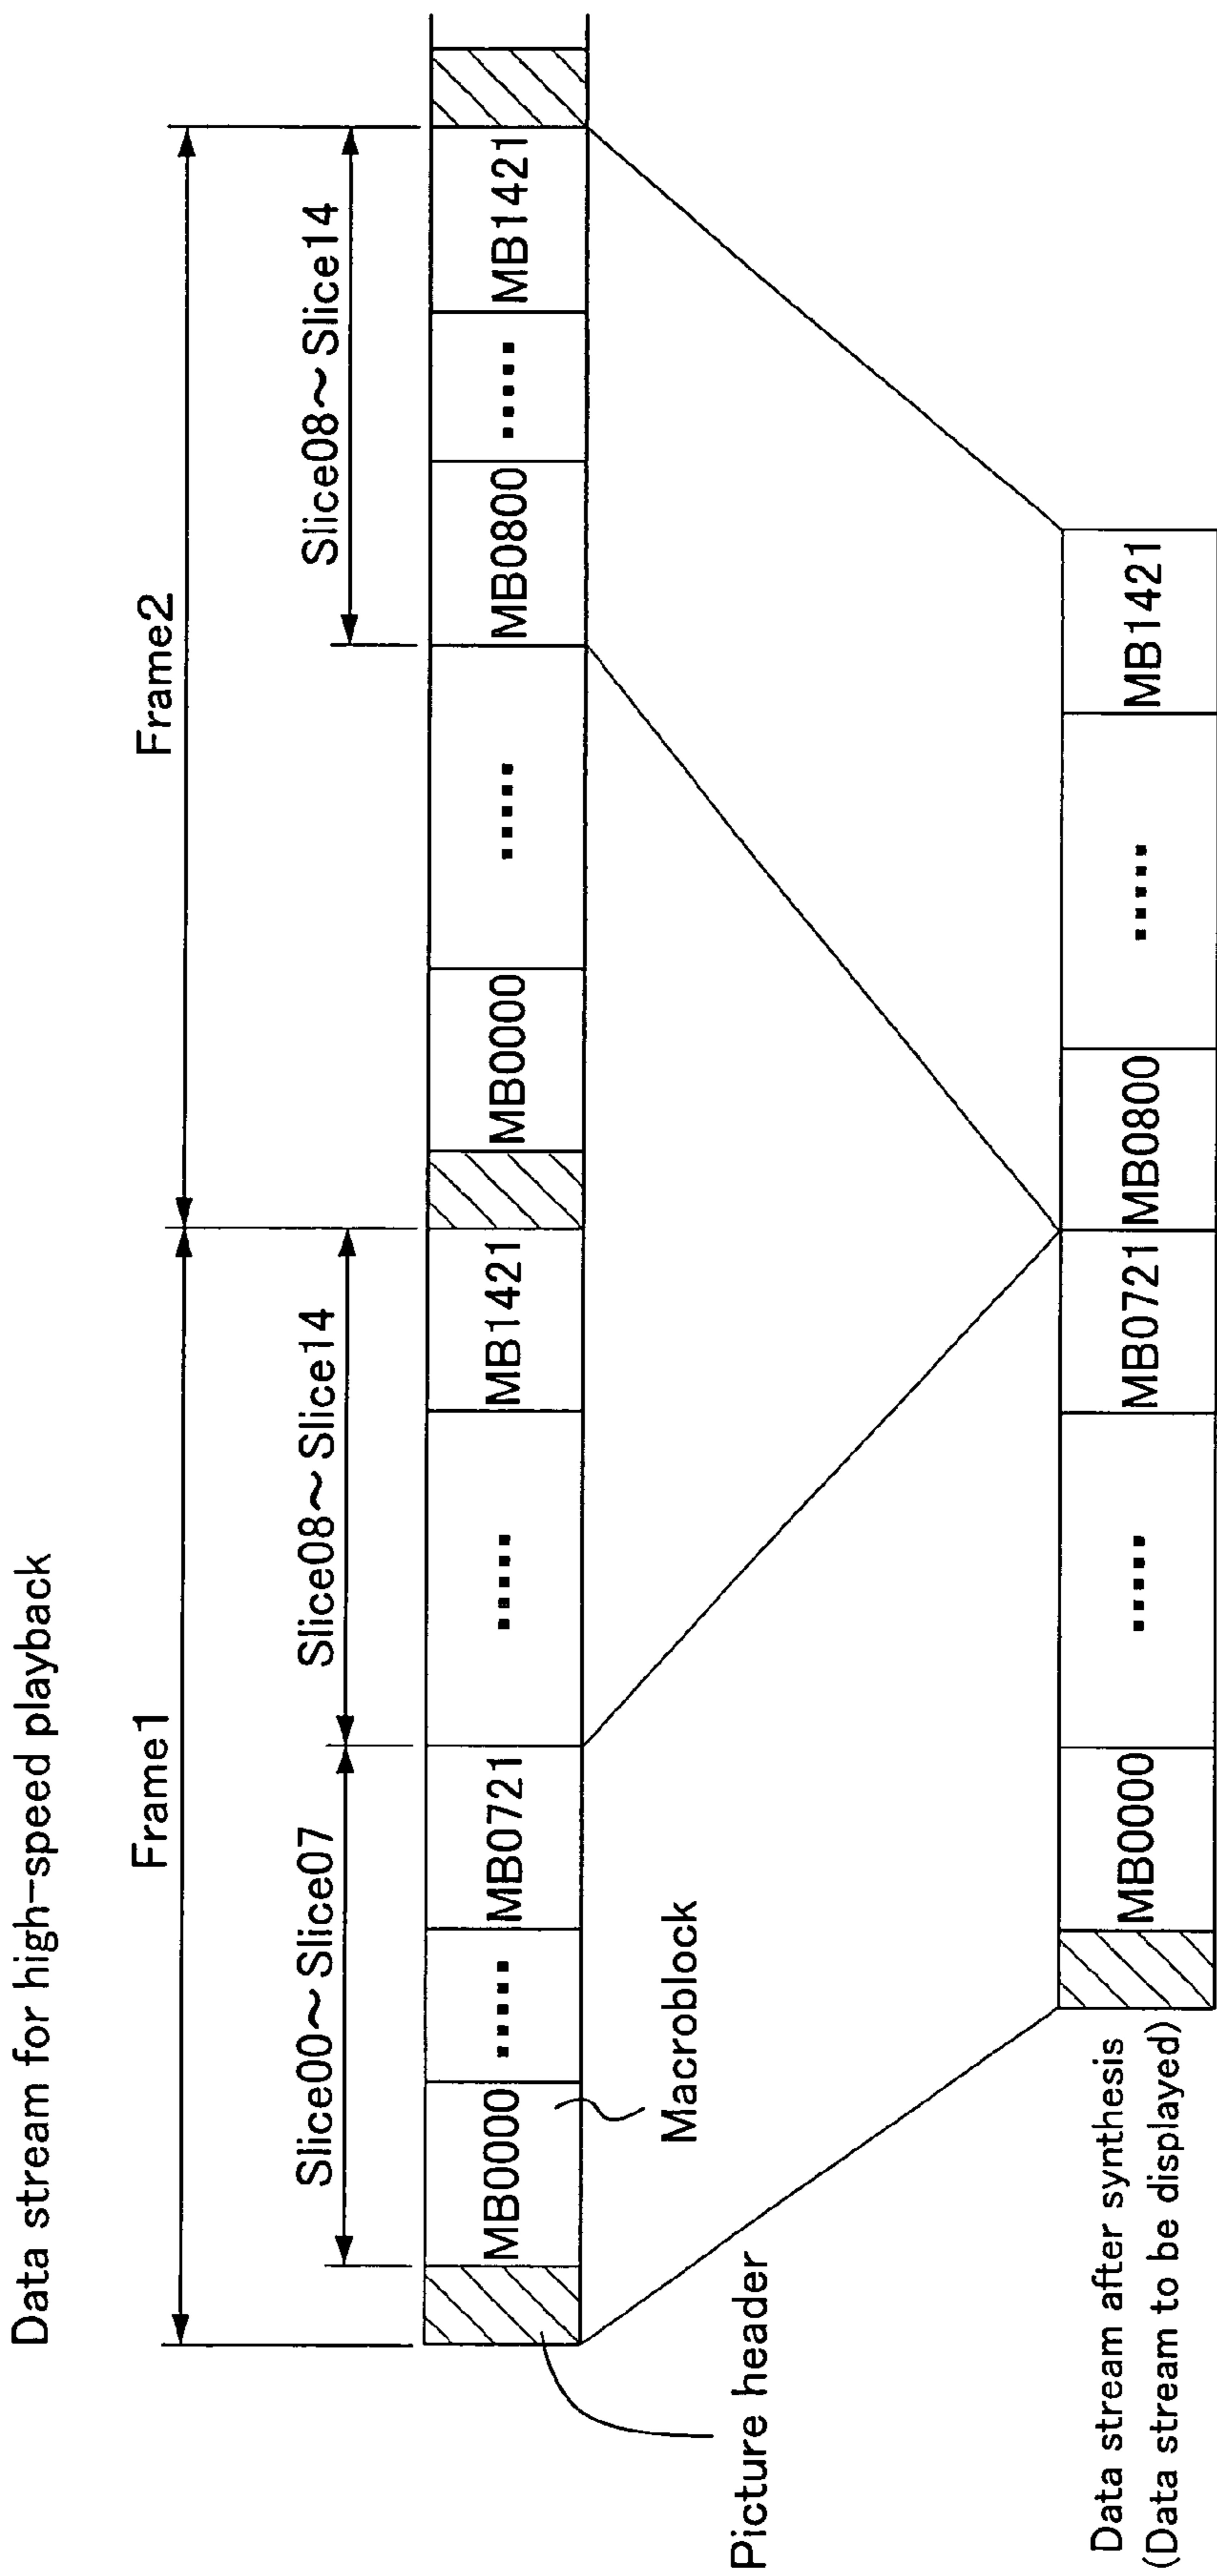 Data stream for high-speed playback
Frame1
Frame2
Slice00~Slice07
Slice08~Slice14
Slice08~Slice14
MB0000
.....
MB0721
.....
MB1421
MB0000
.....
MB0800
.....
MB1421
Macroblock
Picture header
Data stream after synthesis
(Data stream to be displayed)
MB0000
.....
MB0721
MB0800
.....
MB1421